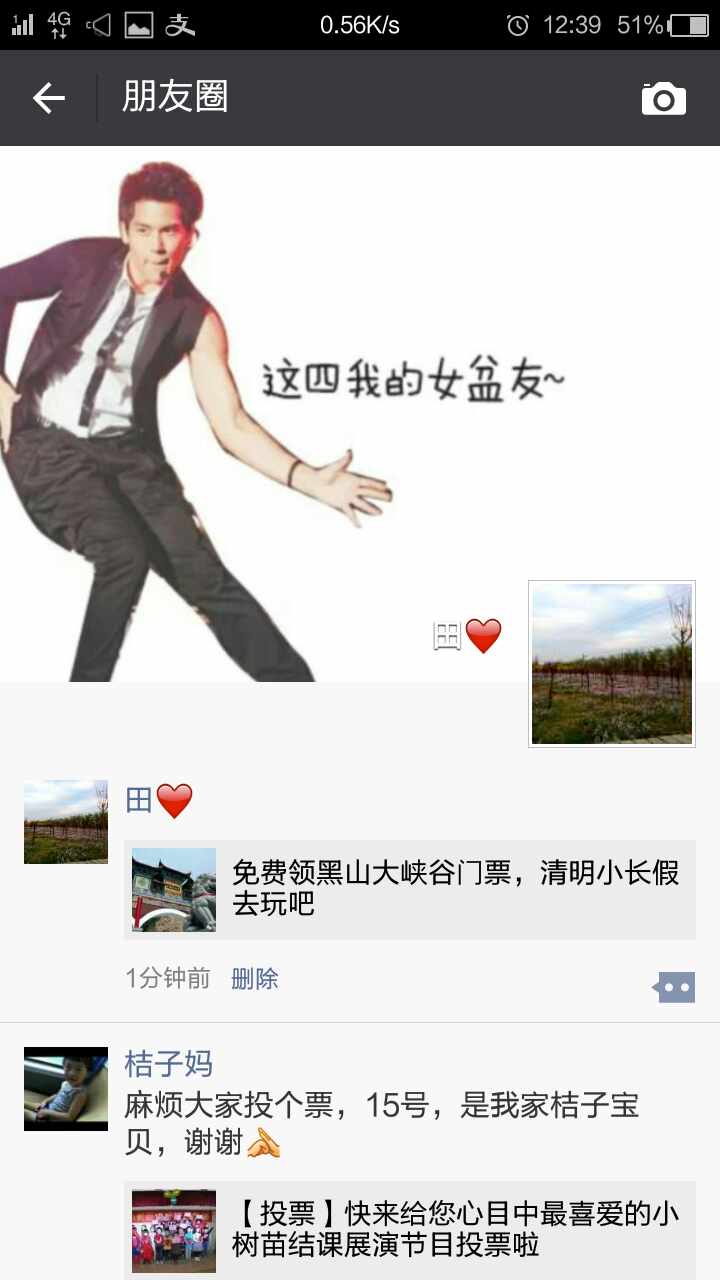 4G 0.56K/s 12:39 51%
朋友圈
这四我的女盆友~
田❤
田❤
免费领黑山大峡谷门票，清明小长假
去玩吧
1分钟前 删除
桔子妈
麻烦大家投个票，15号，是我家桔子宝
贝，谢谢
【投票】快来给您心目中最喜爱的小
树苗结课展演节目投票啦